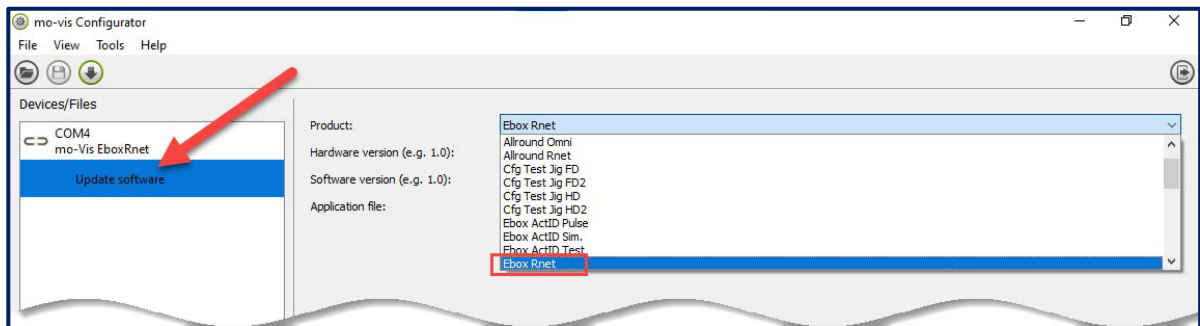 mo-vis Configurator
File View Tools Help
Devices/Files
COM4
mo-Vis EboxRnet
Update software
Product:
Ebox Rnet
Hardware version (e.g. 1.0):
Software version (e.g. 1.0):
Application file:
Allround Omni
Allround Rnet
Cfg Test Jig FD
Cfg Test Jig FD2
Cfg Test Jig HD
Cfg Test Jig HD2
Ebox ActID Pulse
Ebox ActID Sim.
Ebox ActID Test
Ebox Rnet